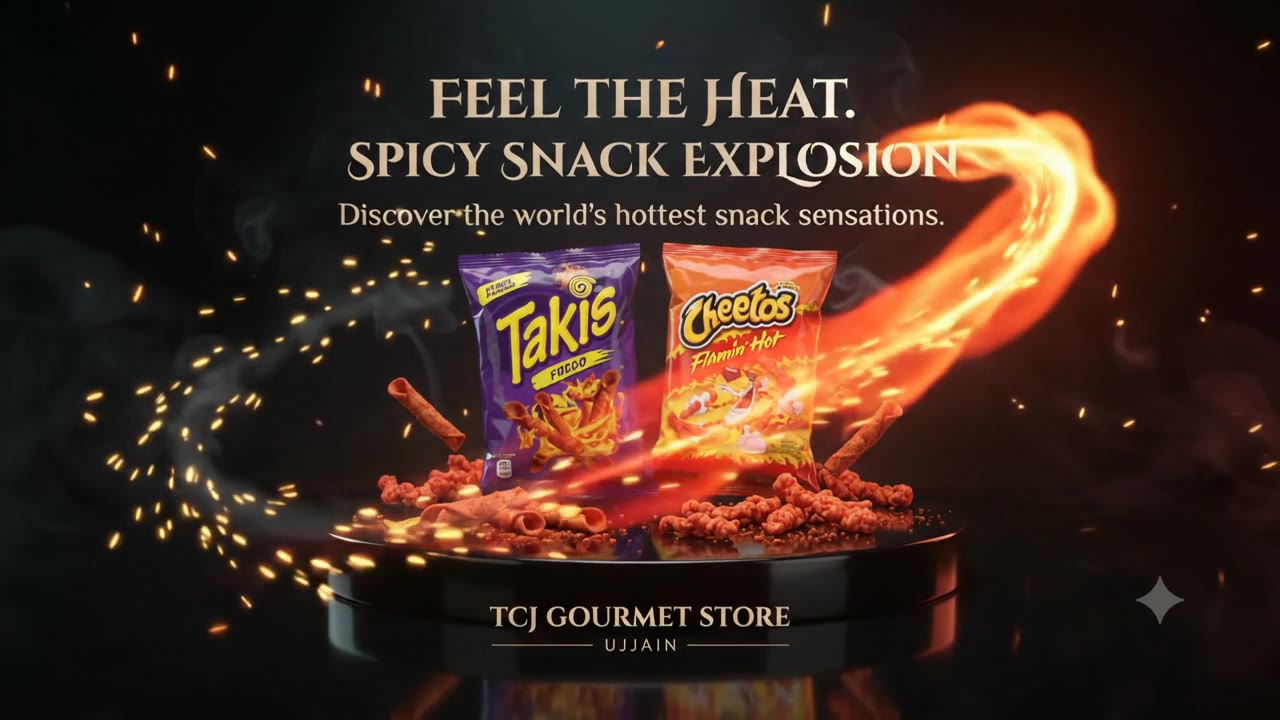 FEEL THE HEAT.
SPICY SNACK EXPLOSION
Discover the world's hottest snack sensations.
Takis
FUEGO
Cheetos
Flamin' Hot
TCJ GOURMET STORE
UJJAIN